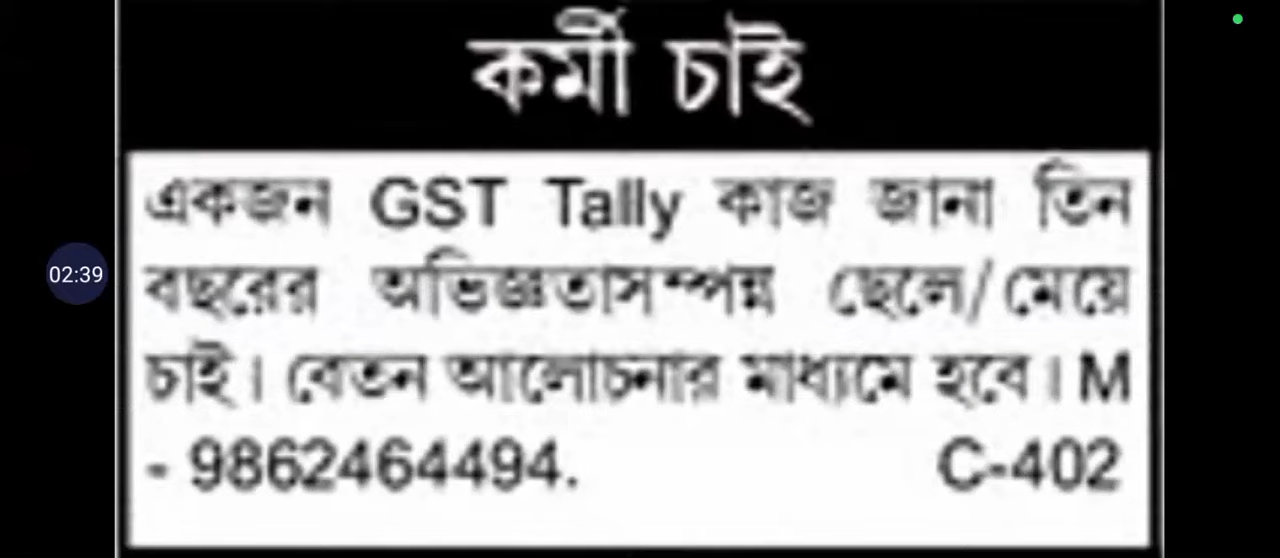 কর্মী চাই
একজন GST Tally কাজ জানা তিন
বছরের অভিজ্ঞতাসম্পন্ন ছেলে/মেয়ে
চাই। বেতন আলোচনার মাধ্যমে হবে। M
- 9862464494. C-402
02:39